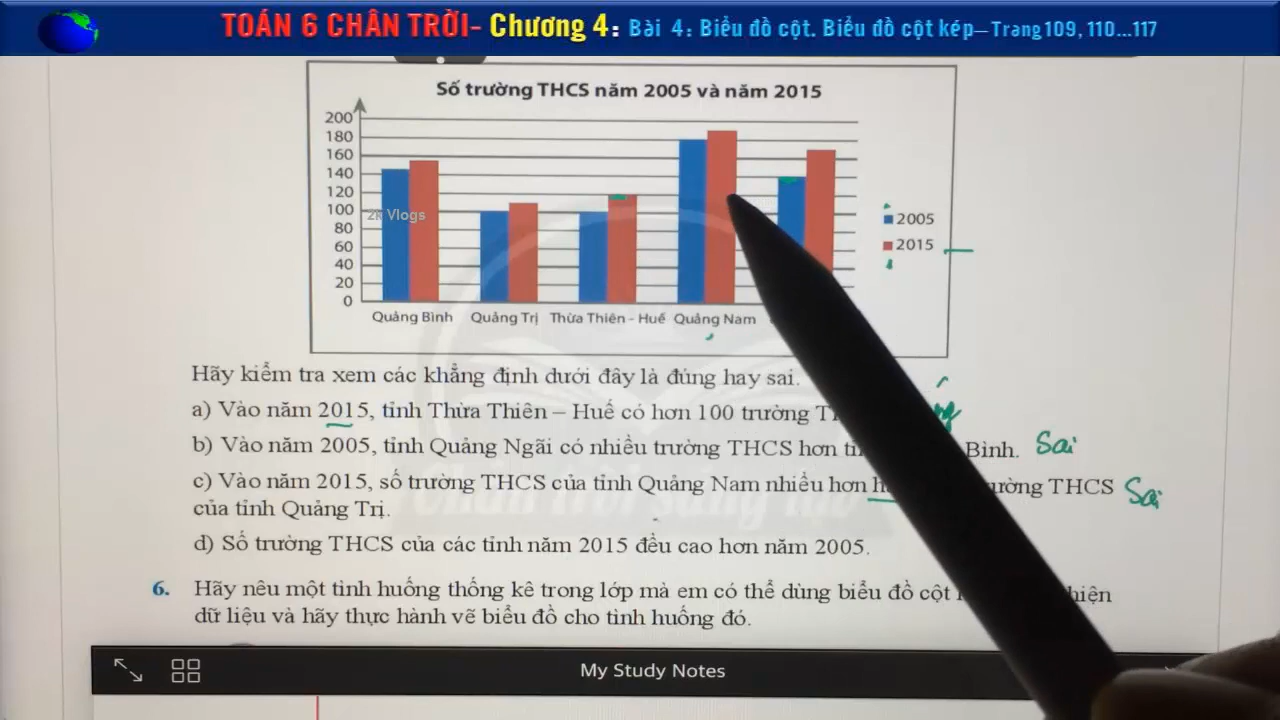 TOÁN 6 CHÂN TRỜI- Chương 4: Bài 4: Biểu đồ cột. Biểu đồ cột kép–Trang109, 110...117
Số trường THCS năm 2005 và năm 2015
200
180
160
140
120
100
80
60
40
20
0
2K Vlogs
2005
2015
Quảng Bình Quảng Trị Thừa Thiên - Huế Quảng Nam
Hãy kiểm tra xem các khẳng định dưới đây là đúng hay sai.
a) Vào năm 2015, tỉnh Thừa Thiên – Huế có hơn 100 trường
b) Vào năm 2005, tỉnh Quảng Ngãi có nhiều trường THCS hơn Bình. Sai
c) Vào năm 2015, số trường THCS của tỉnh Quảng Nam nhiều hơn trường THCS Sai
của tỉnh Quảng Trị.
d) Số trường THCS của các tỉnh năm 2015 đều cao hơn năm 2005.
6. Hãy nêu một tình huống thống kê trong lớp mà em có thể dùng biểu đồ cột hiện
dữ liệu và hãy thực hành vẽ biểu đồ cho tình huống đó.
My Study Notes